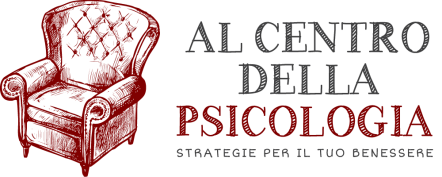 AL CENTRO
DELLA
PSICOLOGIA
STRATEGIE PER IL TUO BENESSERE